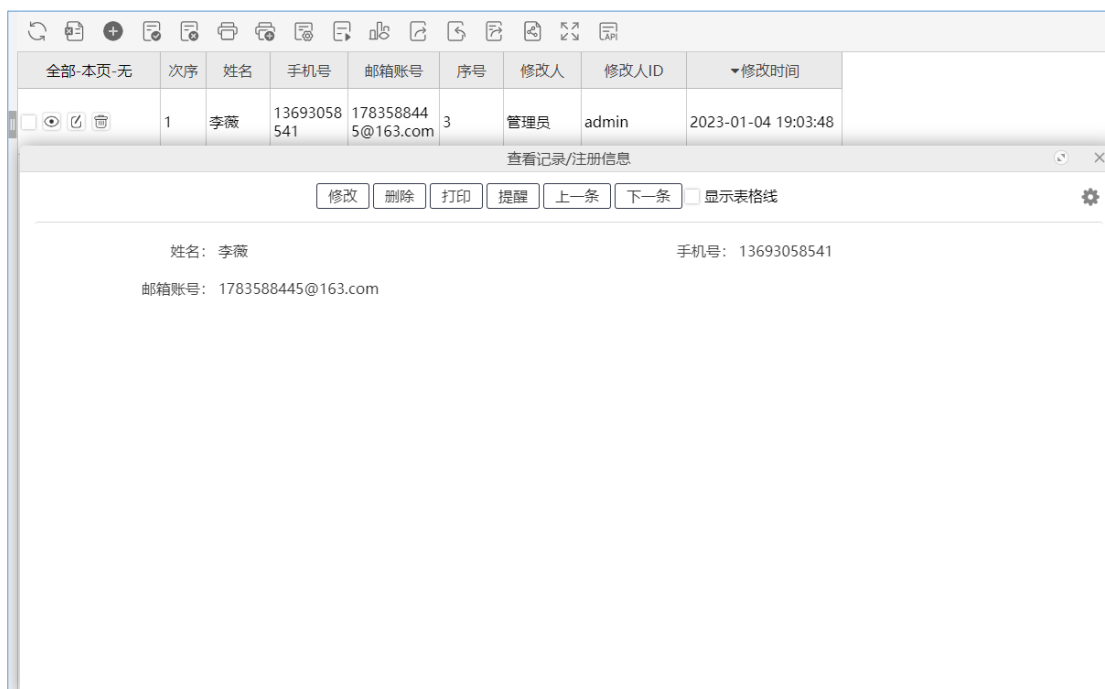 API
全部-本页-无 次序 姓名 手机号 邮箱账号 序号 修改人 修改人ID 修改时间
1 李薇 13693058 178358844 3 管理员 admin 2023-01-04 19:03:48
541 5@163.com
查看记录/注册信息
修改 删除 打印 提醒 上一条 下一条 显示表格线
姓名: 李薇 手机号: 13693058541
邮箱账号: 1783588445@163.com